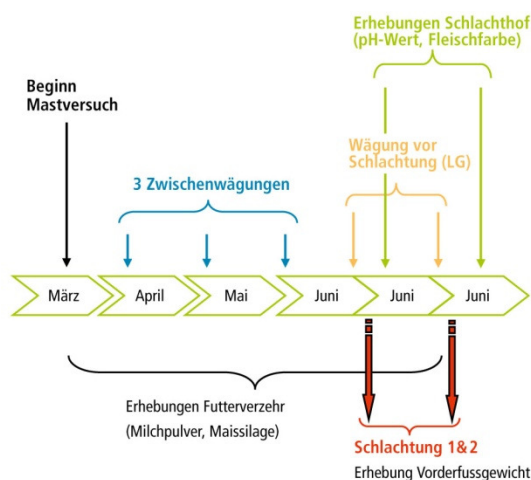 Erhebungen Schlachthof
(pH-Wert, Fleischfarbe)
Beginn
Mastversuch
Wägung vor
Schlachtung (LG)
3 Zwischenwägungen
März
April
Mai
Juni
Juni
Juni
Erhebungen Futterverzehr
(Milchpulver, Maissilage)
Schlachtung 1&2
Erhebung Vorderfussgewicht